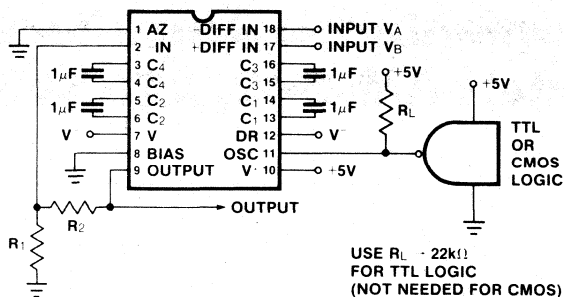 1 AZ -DIFF IN 18 INPUT VA
2 -IN +DIFF IN 17 INPUT VB
3 C4 C3 16
1µF 1µF
4 C4 C3 15
+5V
5 C2 C1 14
1µF 1µF
6 C2 C1 13
RL
+5V
V 7 V DR 12 V
8 BIAS OSC 11
9 OUTPUT V 10 +5V
TTL
OR
CMOS
LOGIC
OUTPUT
R2
R1
USE RL - 22kΩ
FOR TTL LOGIC
(NOT NEEDED FOR CMOS)